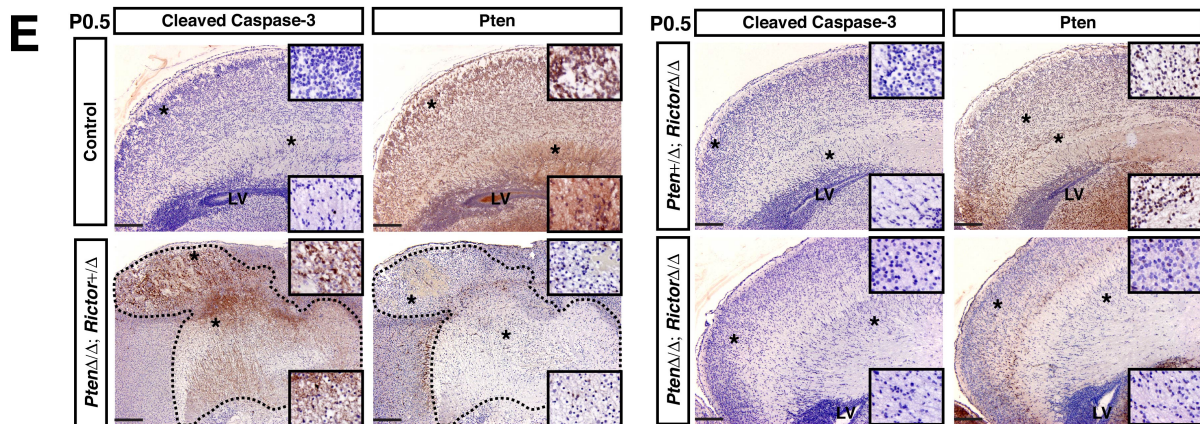 E
P0.5 Cleaved Caspase-3 Pten
Control
LV LV
PtenΔ/Δ; Rictor+/Δ
P0.5 Cleaved Caspase-3 Pten
Pten+/Δ; RictorΔ/Δ
LV LV
PtenΔ/Δ; RictorΔ/Δ
LV LV